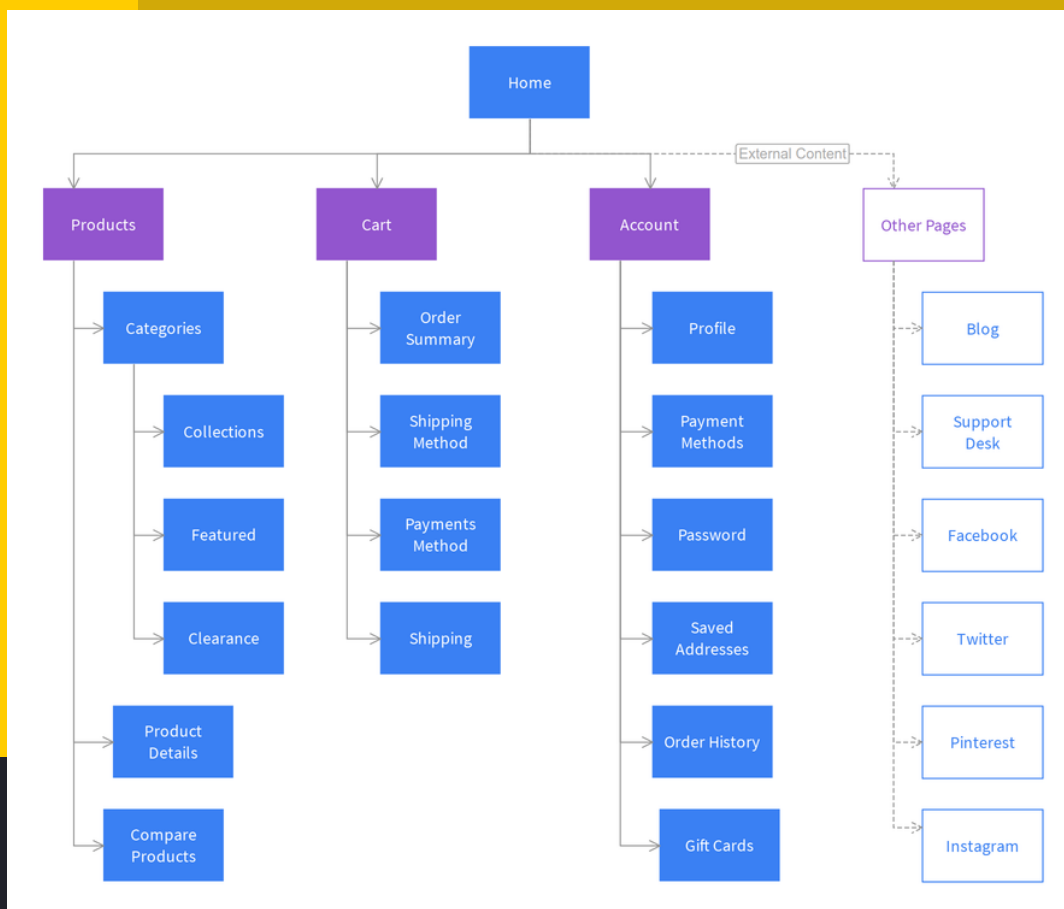 Home
External Content
Products
Cart
Account
Other Pages
Categories
Order
Summary
Profile
Blog
Collections
Shipping
Method
Payment
Methods
Support
Desk
Featured
Payments
Method
Password
Facebook
Clearance
Shipping
Saved
Addresses
Twitter
Product
Details
Order History
Pinterest
Compare
Products
Gift Cards
Instagram